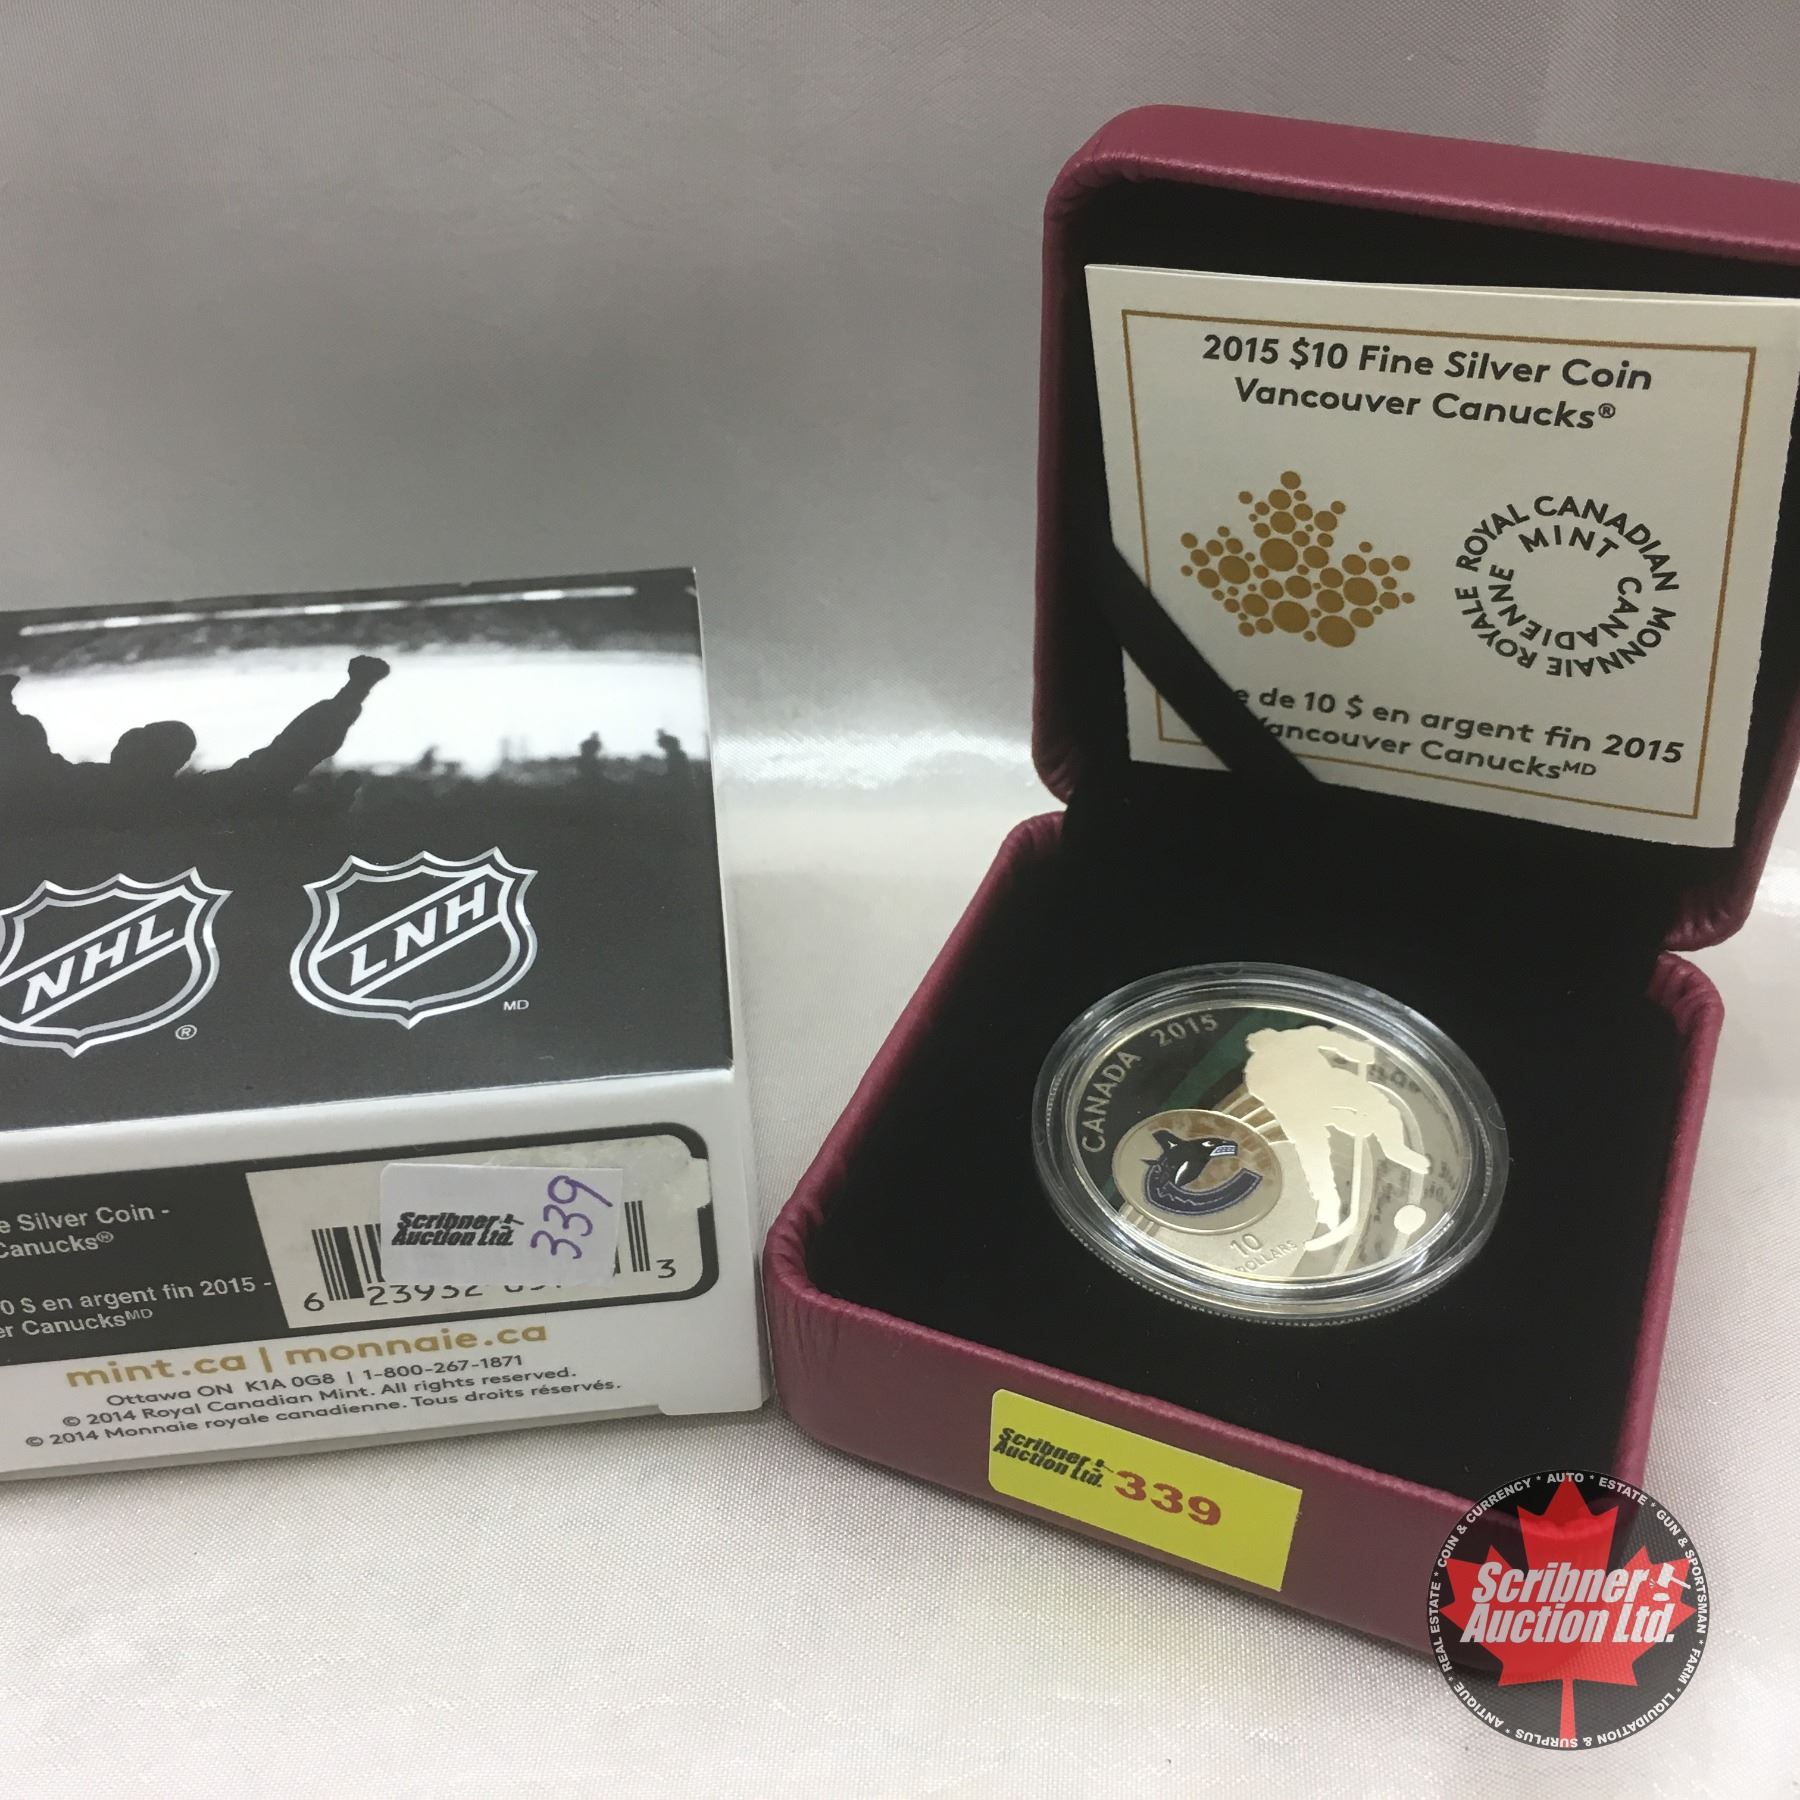 NHL
®
LNH
MD
e Silver Coin -
Canucks®
0 $ en argent fin 2015 -
er Canucks MD
Scribner
Auction Ltd.
339
6 23932 3
mint.ca | monnaie.ca
Ottawa ON K1A 0G8 | 1-800-267-1871
© 2014 Royal Canadian Mint. All rights reserved.
© 2014 Monnaie royale canadienne. Tous droits réservés.
2015 $10 Fine Silver Coin
Vancouver Canucks®
ROYAL CANADIAN MINT
MONNAIE ROYALE CANADIENNE
e de 10 $ en argent fin 2015
Vancouver Canucks MD
CANADA 2015
10
DOLLARS
Scribner
Auction Ltd.
339
REAL ESTATE * COIN & CURRENCY * AUTO * ESTATE * GUN & SPORTSMAN * FARM * LIQUIDATION & SURPLUS * ANTIQUE *
Scribner
Auction Ltd.